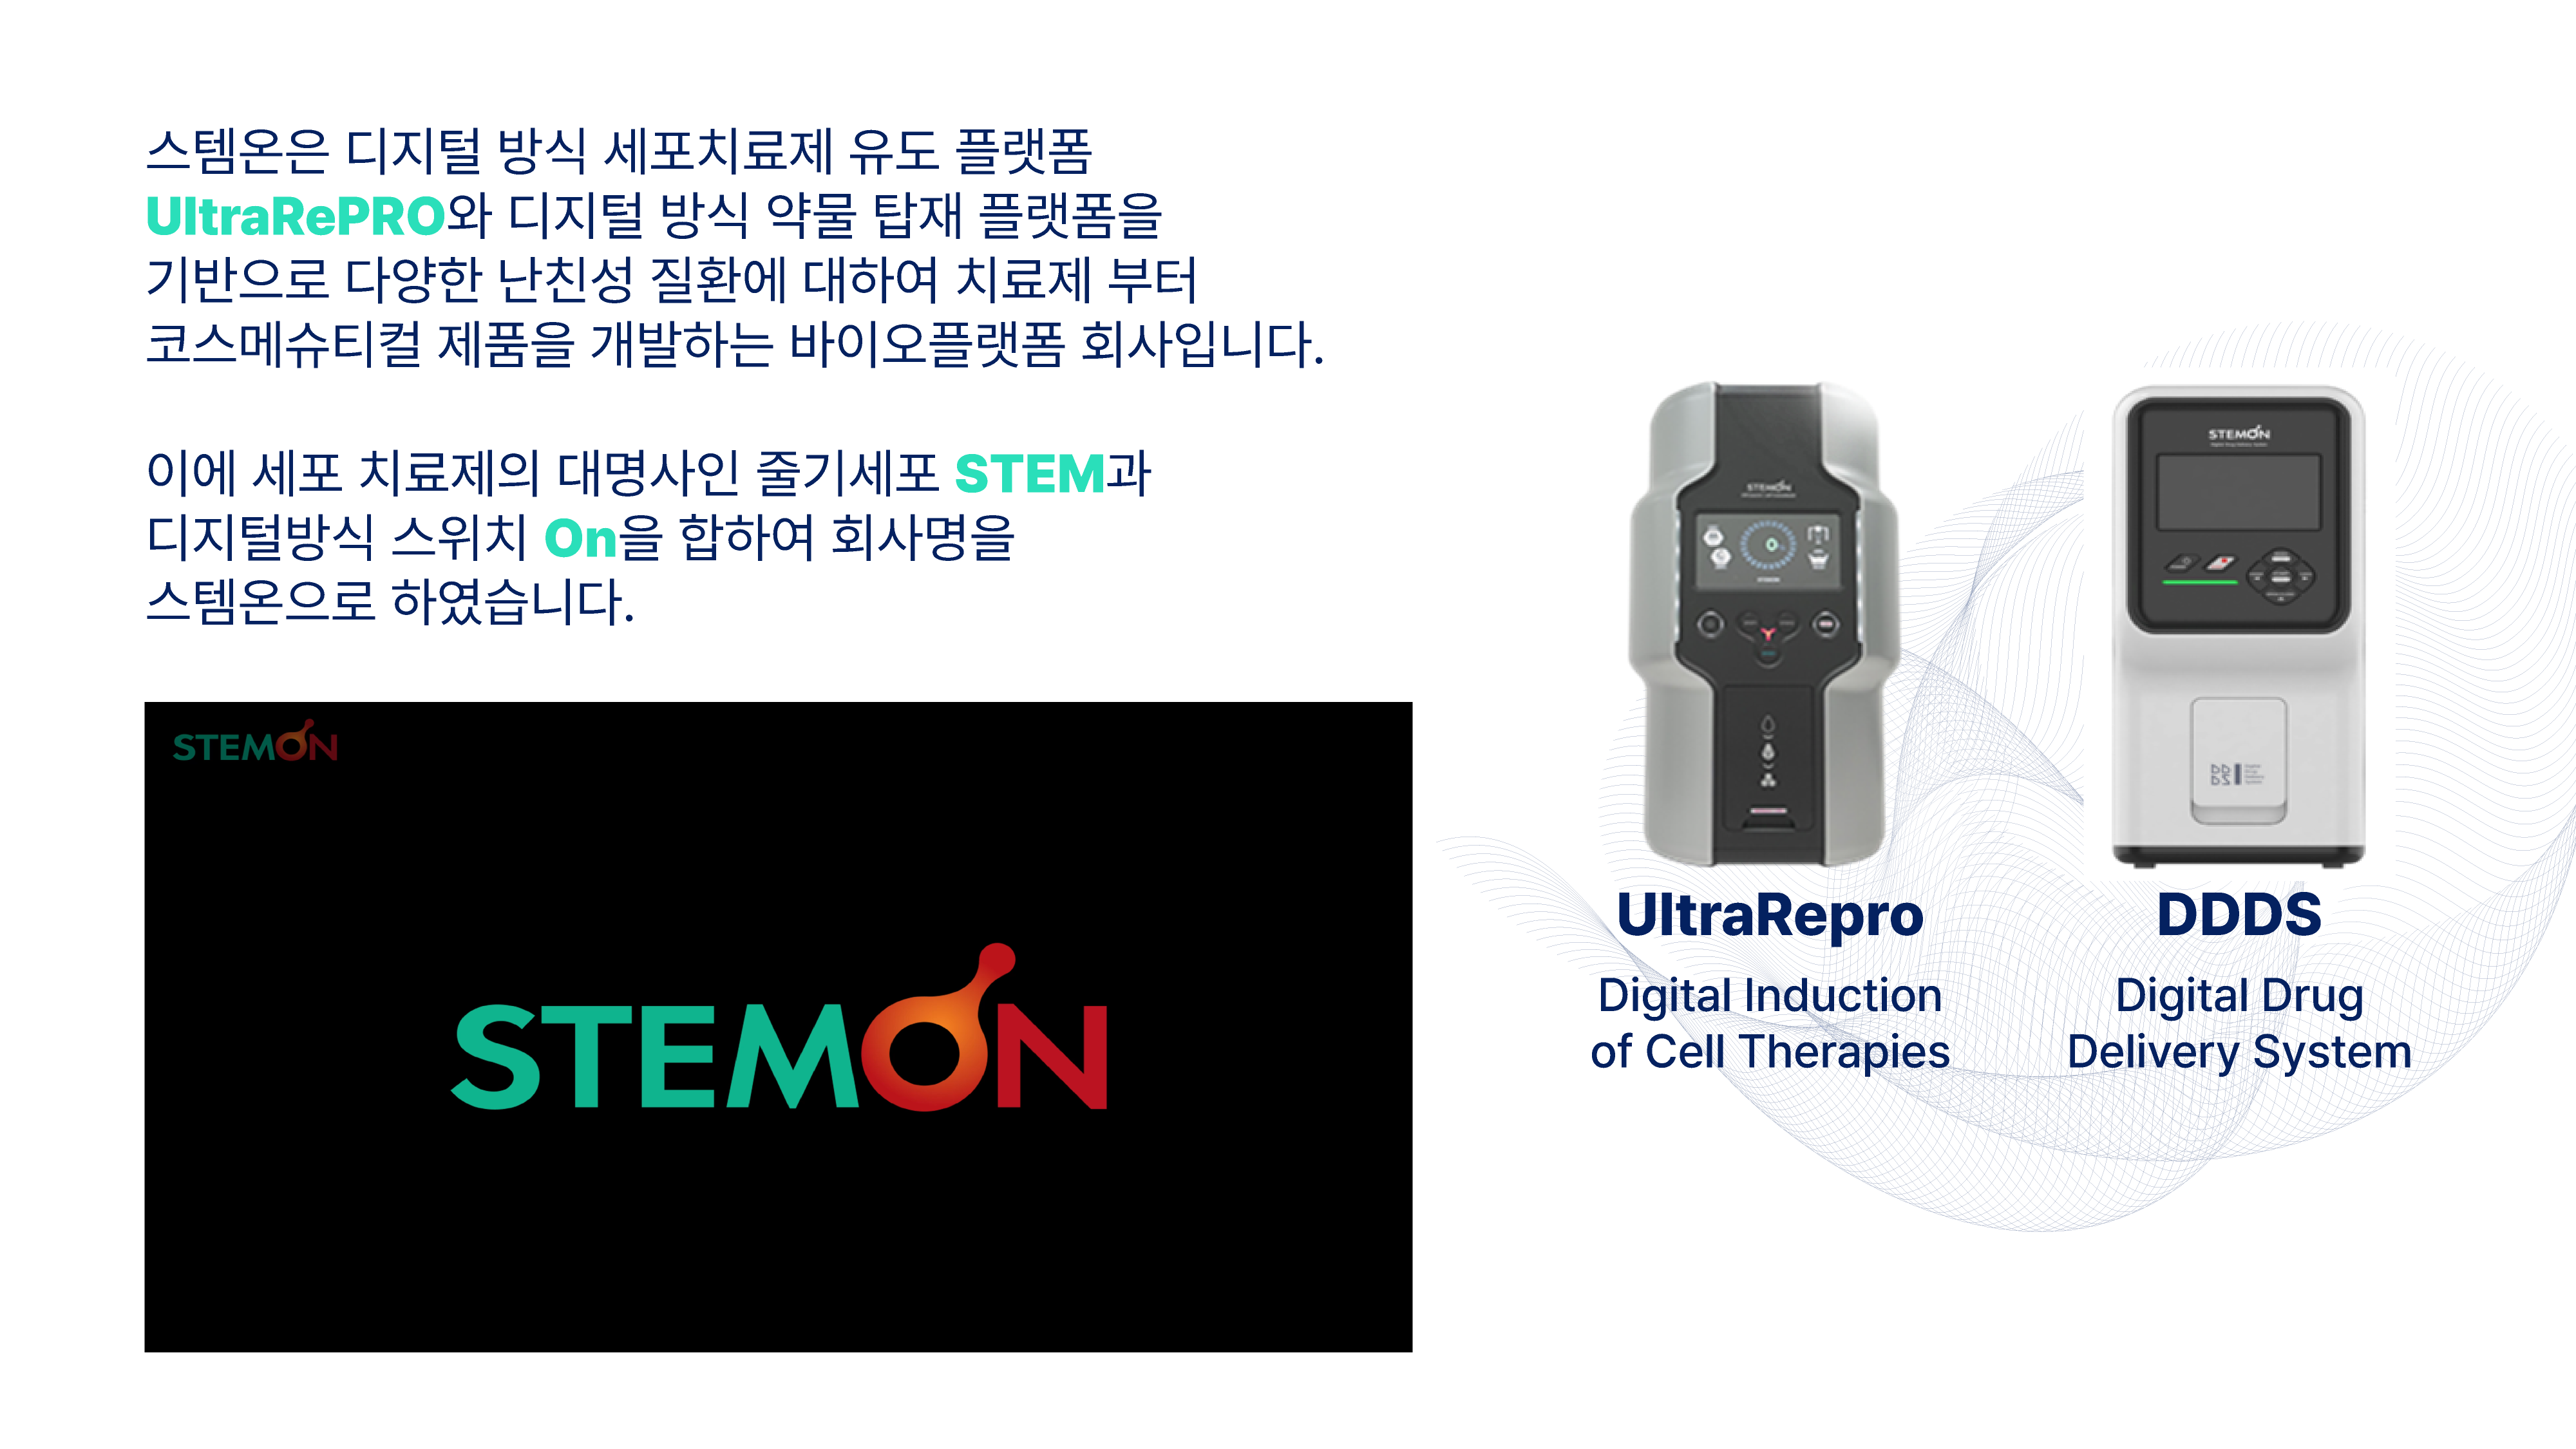 스템온은 디지털 방식 세포치료제 유도 플랫폼
UltraRePRO와 디지털 방식 약물 탑재 플랫폼을
기반으로 다양한 난친성 질환에 대하여 치료제 부터
코스메슈티컬 제품을 개발하는 바이오플랫폼 회사입니다.
이에 세포 치료제의 대명사인 줄기세포 STEM과
디지털방식 스위치 On을 합하여 회사명을
스템온으로 하였습니다.
STEMON
STEMON
STEMON
STEMON
UltraRepro
Digital Induction
of Cell Therapies
DDDS
Digital Drug
Delivery System